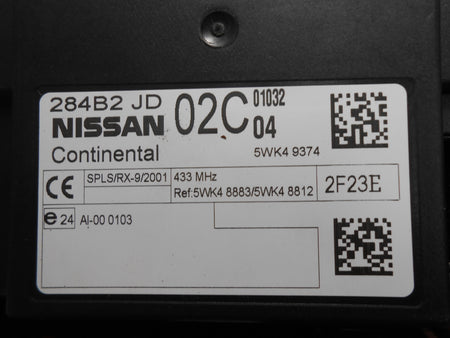 284B2 JD 02C 01032
NISSAN 04
Continental 5WK4 9374
CE SPLS/RX-9/2001 433 MHz
Ref:5WK4 8883/5WK4 8812 2F23E
e 24 AI-00 0103